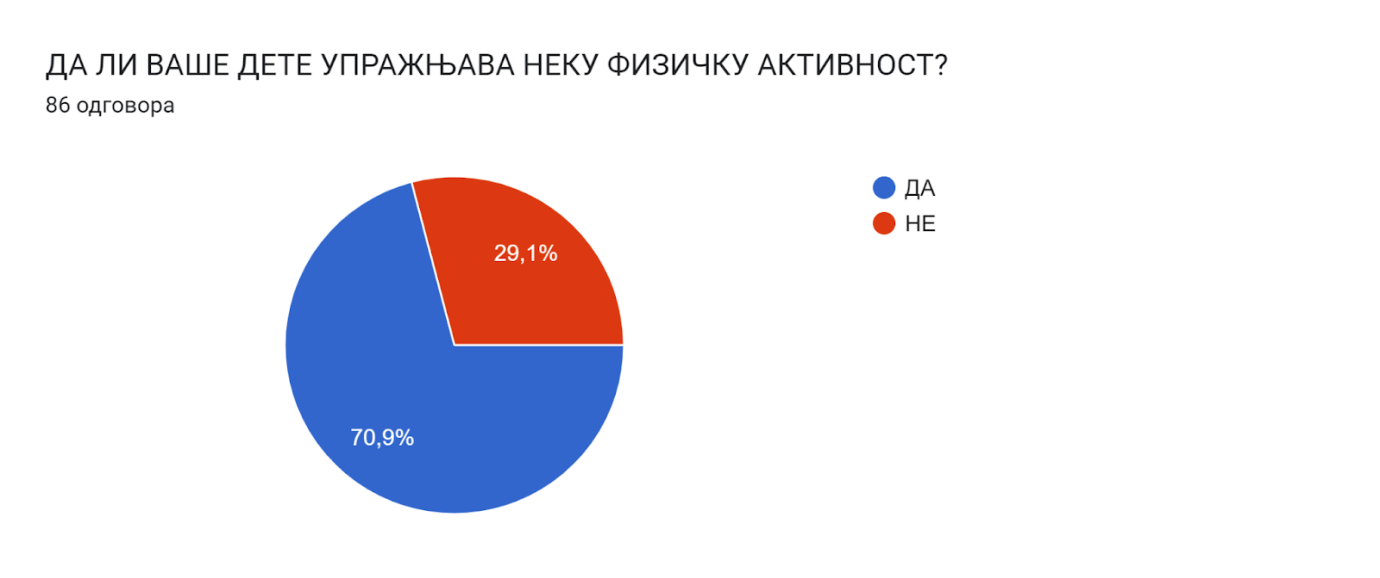 ДА ЛИ ВАШЕ ДЕТЕ УПРАЖЊАВА НЕКУ ФИЗИЧКУ АКТИВНОСТ?
86 одговора
ДА
НЕ
29,1%
70,9%